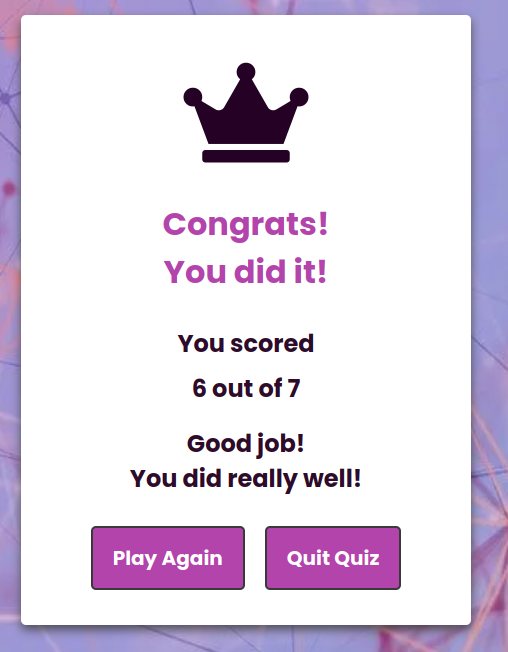 Congrats!
You did it!
You scored
6 out of 7
Good job!
You did really well!
Play Again
Quit Quiz